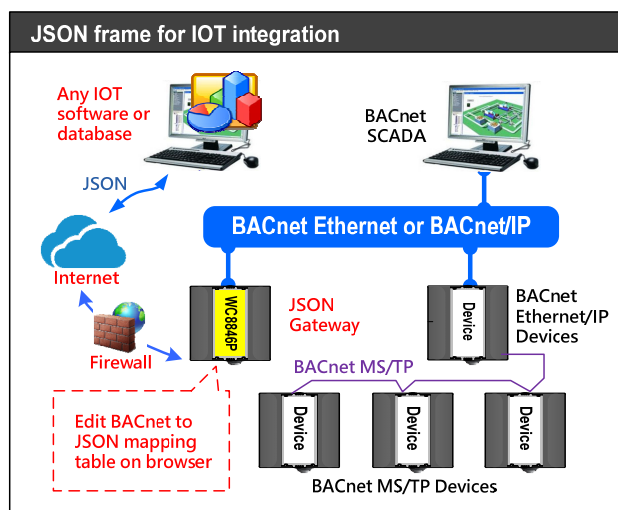 JSON frame for IOT integration
Any IOT
software or
database
BACnet
SCADA
JSON
BACnet Ethernet or BACnet/IP
Internet
WC8846P
JSON
Gateway
Device
BACnet
Ethernet/IP
Devices
Firewall
BACnet MS/TP
Edit BACnet to
JSON mapping
table on browser
Device
Device
Device
BACnet MS/TP Devices